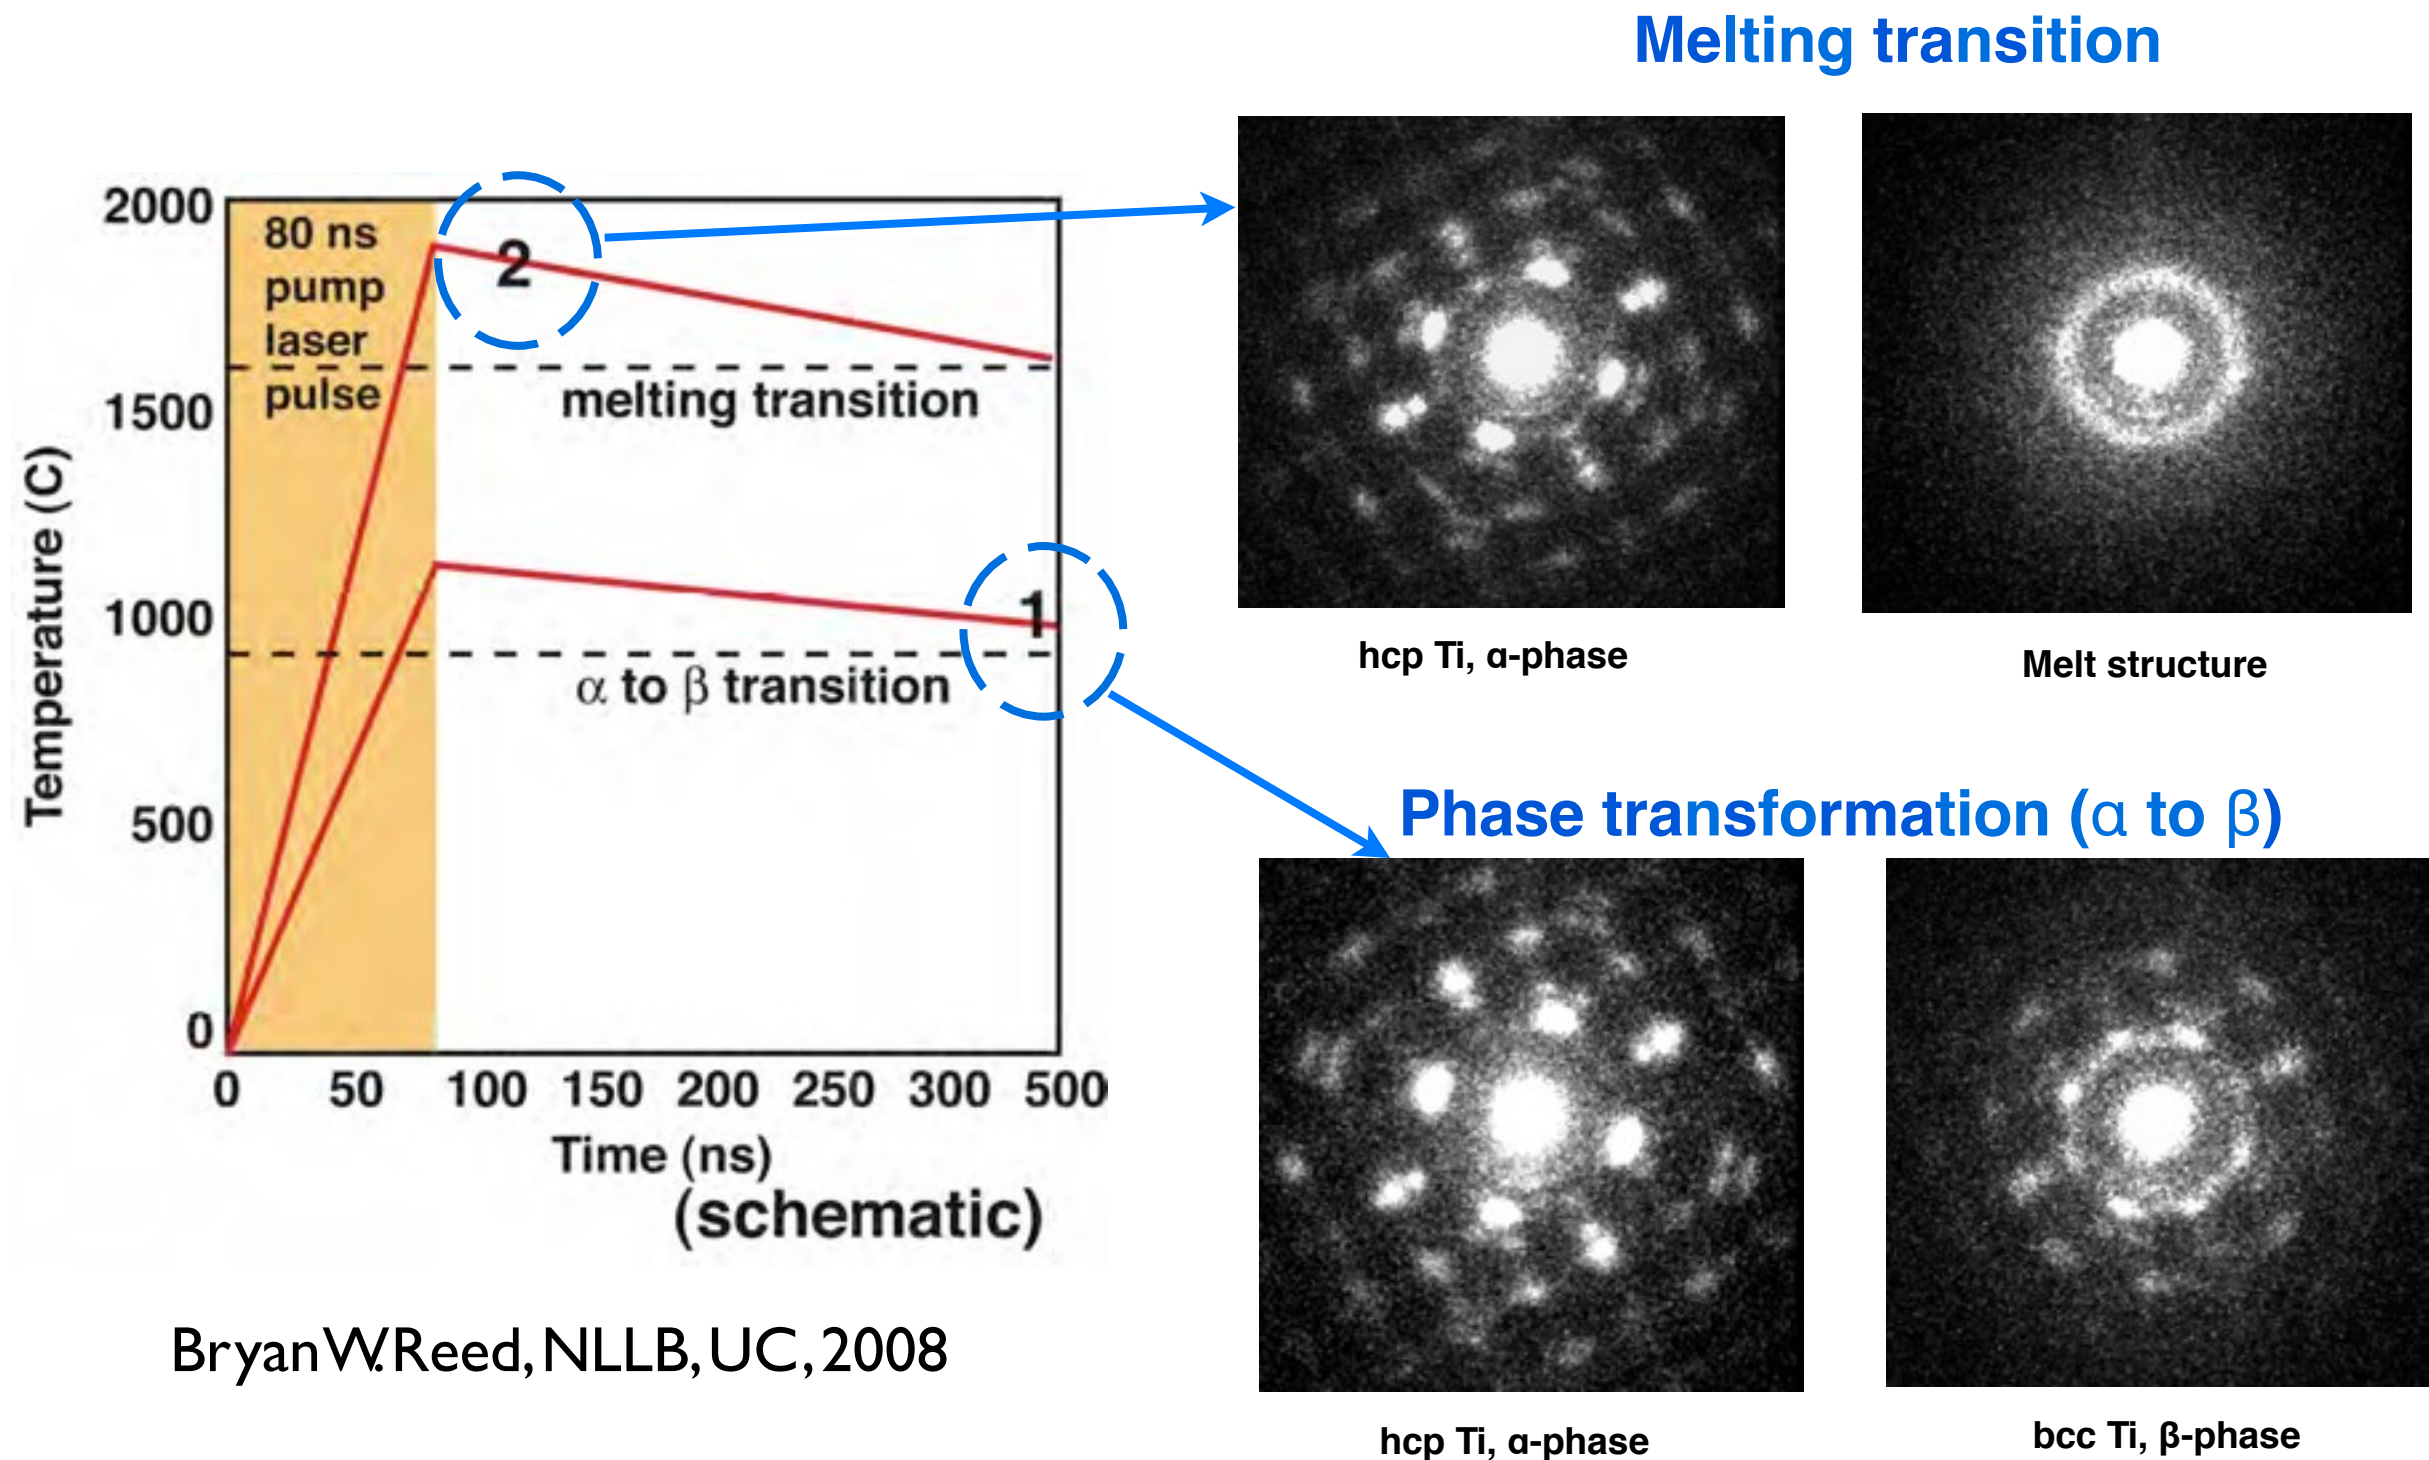 Melting transition
2000
1500
1000
500
0
Temperature (C)
80 ns
pump
laser
pulse
2
melting transition
1
α to β transition
0 50 100 150 200 250 300 500
Time (ns)
(schematic)
hcp Ti, α-phase
Melt structure
Phase transformation (α to β)
hcp Ti, α-phase
bcc Ti, β-phase
Bryan W. Reed, NLLB, UC, 2008